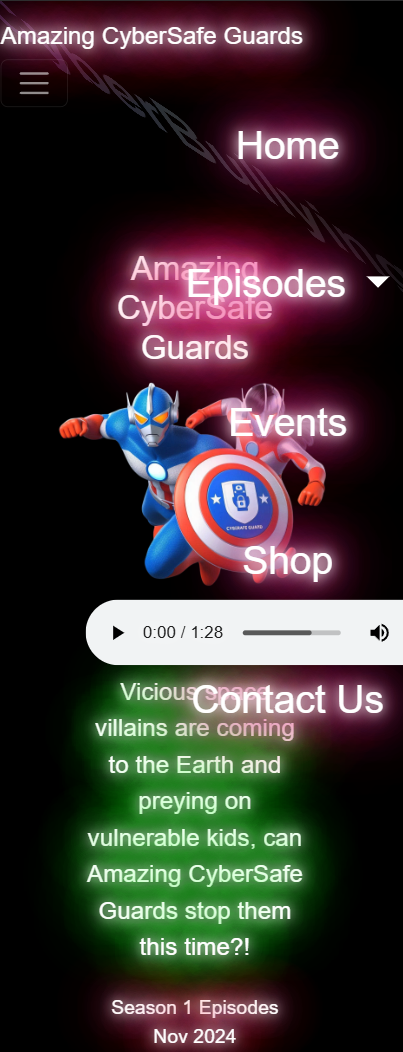 Amazing CyberSafe Guards
Home
Amazing
Episodes
CyberSafe
Guards
Events
CYBERSAFE GUARD
Shop
0:00 / 1:28
Contact Us
Vicious space
villains are coming
to the Earth and
preying on
vulnerable kids, can
Amazing CyberSafe
Guards stop them
this time?!
Season 1 Episodes
Nov 2024